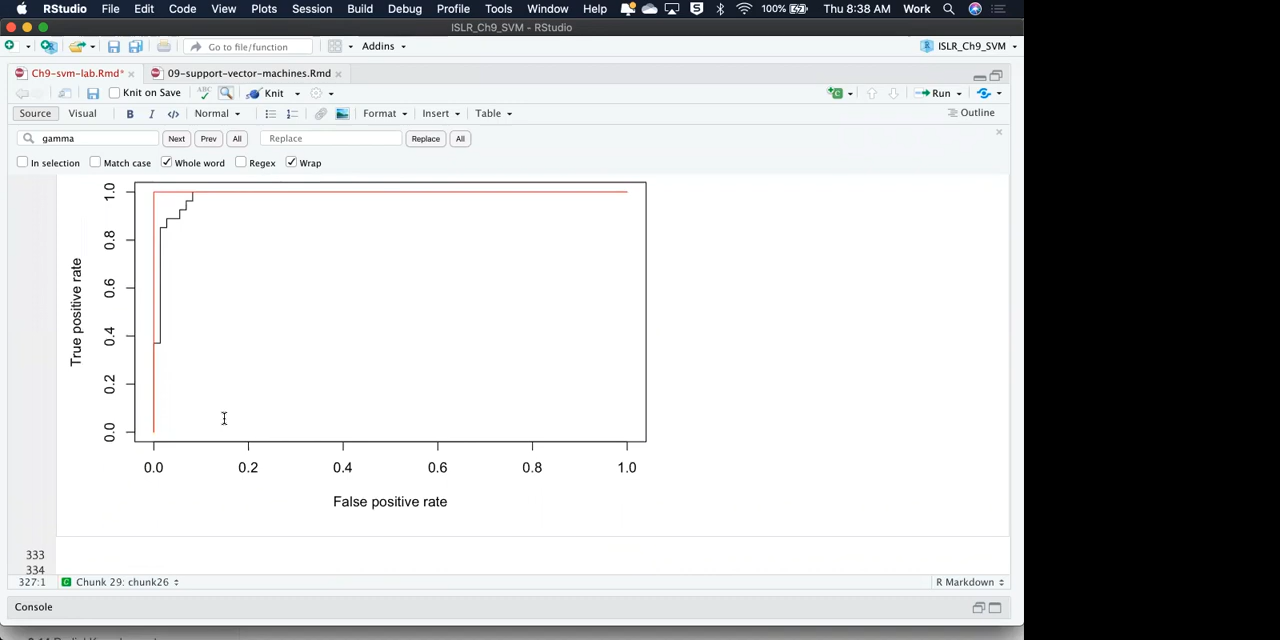 RStudio File Edit Code View Plots Session Build Debug Profile Tools Window Help 100% Thu 8:38 AM Work
ISLR_Ch9_SVM - RStudio
Go to file/function Addins ISLR_Ch9_SVM
Ch9-svm-lab.Rmd* 09-support-vector-machines.Rmd
Knit on Save ABC Knit Run
Source Visual B I </> Normal Format Insert Table Outline
gamma Next Prev All Replace Replace All
In selection Match case Whole word Regex Wrap
True positive rate
1.0
0.8
0.6
0.4
0.2
0.0
0.0 0.2 0.4 0.6 0.8 1.0
False positive rate
333
334
327:1 C Chunk 29: chunk26 R Markdown
Console